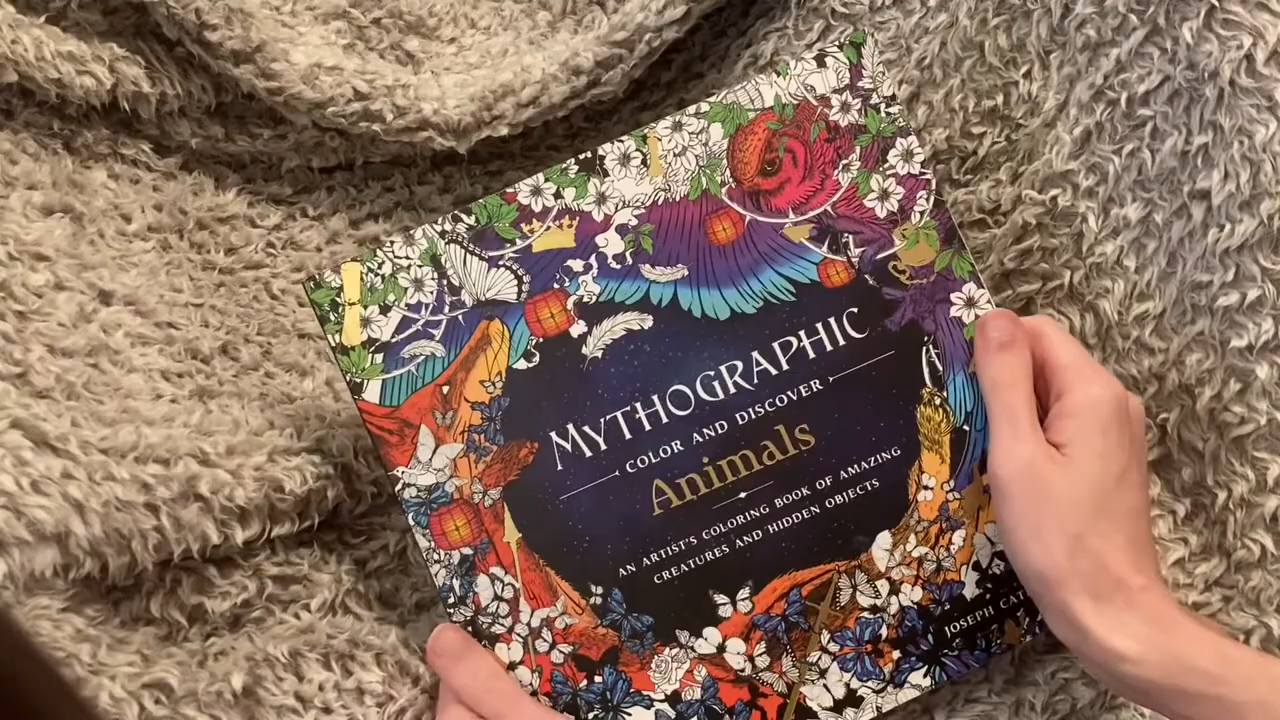 MYTHOGRAPHIC
COLOR AND DISCOVER
Animals
AN ARTIST'S COLORING BOOK OF AMAZING
CREATURES AND HIDDEN OBJECTS
JOSEPH